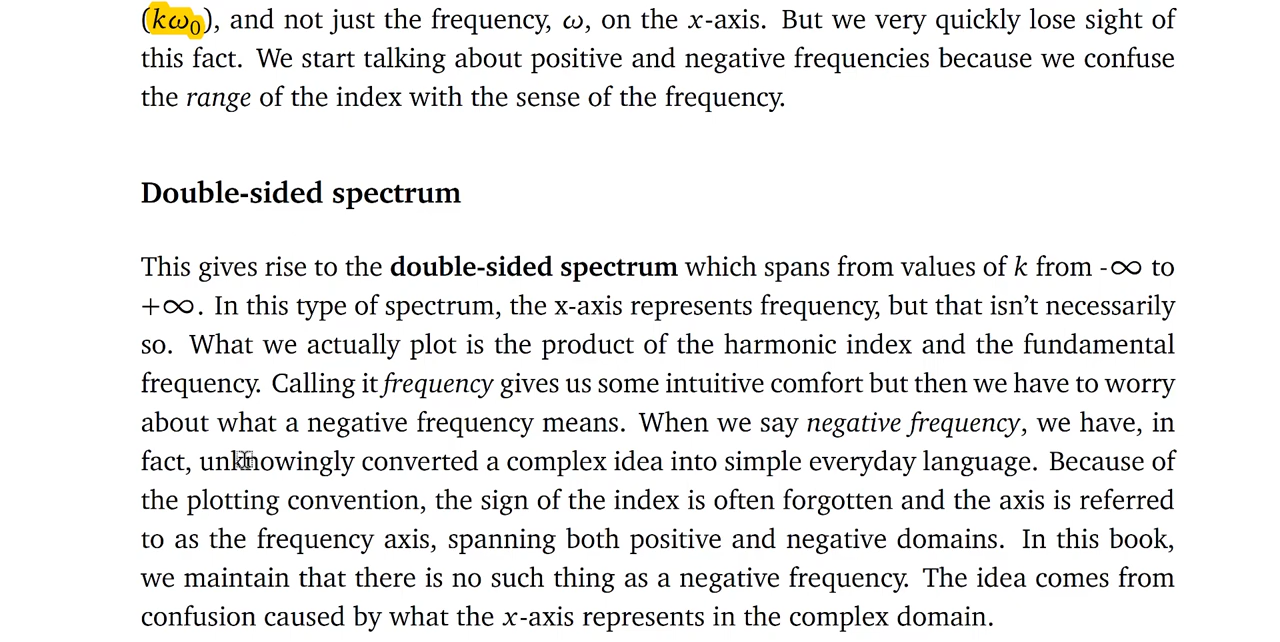 (kω₀), and not just the frequency, ω, on the x-axis. But we very quickly lose sight of
this fact. We start talking about positive and negative frequencies because we confuse
the range of the index with the sense of the frequency.
Double-sided spectrum
This gives rise to the double-sided spectrum which spans from values of k from -∞ to
+∞. In this type of spectrum, the x-axis represents frequency, but that isn’t necessarily
so. What we actually plot is the product of the harmonic index and the fundamental
frequency. Calling it frequency gives us some intuitive comfort but then we have to worry
about what a negative frequency means. When we say negative frequency, we have, in
fact, unknowingly converted a complex idea into simple everyday language. Because of
the plotting convention, the sign of the index is often forgotten and the axis is referred
to as the frequency axis, spanning both positive and negative domains. In this book,
we maintain that there is no such thing as a negative frequency. The idea comes from
confusion caused by what the x-axis represents in the complex domain.